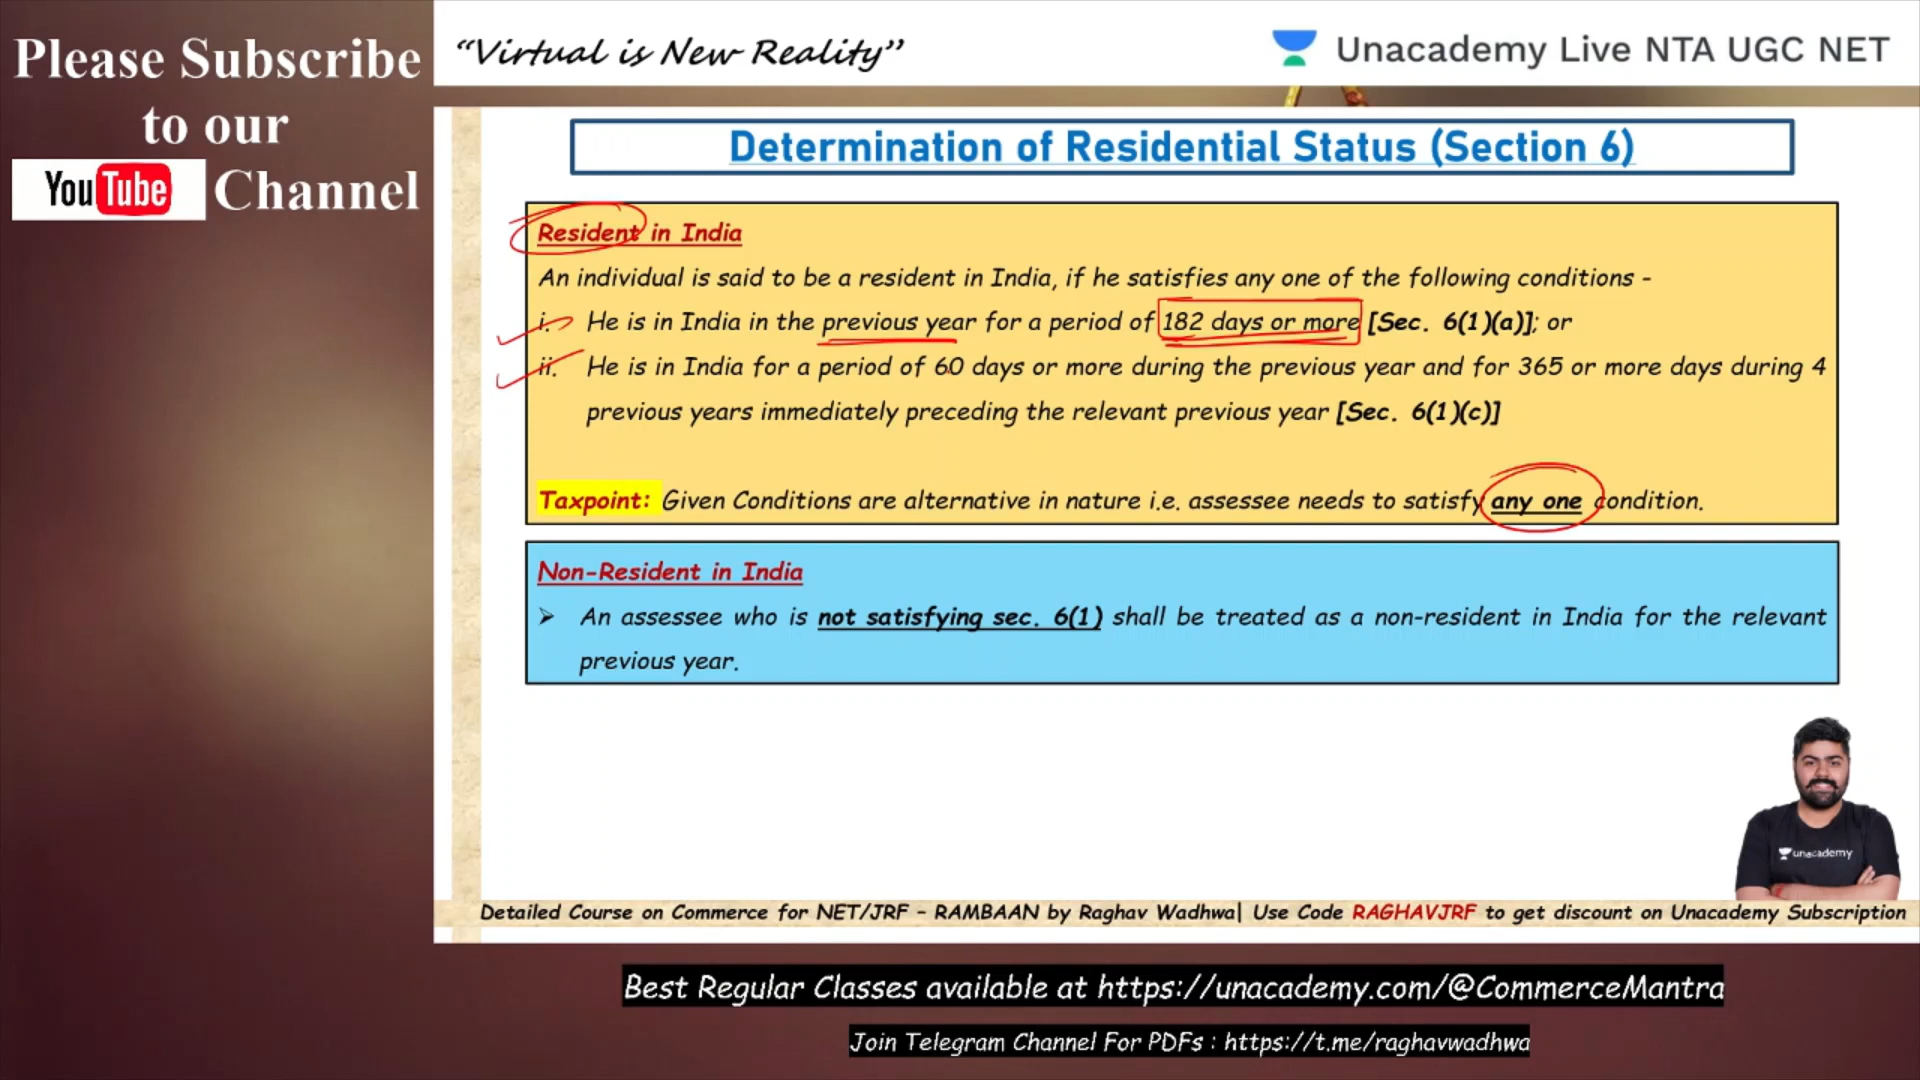 Please Subscribe
to our
YouTube Channel
“Virtual is New Reality”
Unacademy Live NTA UGC NET
Determination of Residential Status (Section 6)
Resident in India
An individual is said to be a resident in India, if he satisfies any one of the following conditions -
i. He is in India in the previous year for a period of 182 days or more [Sec. 6(1)(a)]; or
ii. He is in India for a period of 60 days or more during the previous year and for 365 or more days during 4
previous years immediately preceding the relevant previous year [Sec. 6(1)(c)]
Taxpoint: Given Conditions are alternative in nature i.e. assessee needs to satisfy any one condition.
Non-Resident in India
➢ An assessee who is not satisfying sec. 6(1) shall be treated as a non-resident in India for the relevant
previous year.
unacademy
Detailed Course on Commerce for NET/JRF – RAMBAAN by Raghav Wadhwa| Use Code RAGHAVJRF to get discount on Unacademy Subscription
Best Regular Classes available at https://unacademy.com/@CommerceMantra
Join Telegram Channel For PDFs : https://t.me/raghavwadhwa